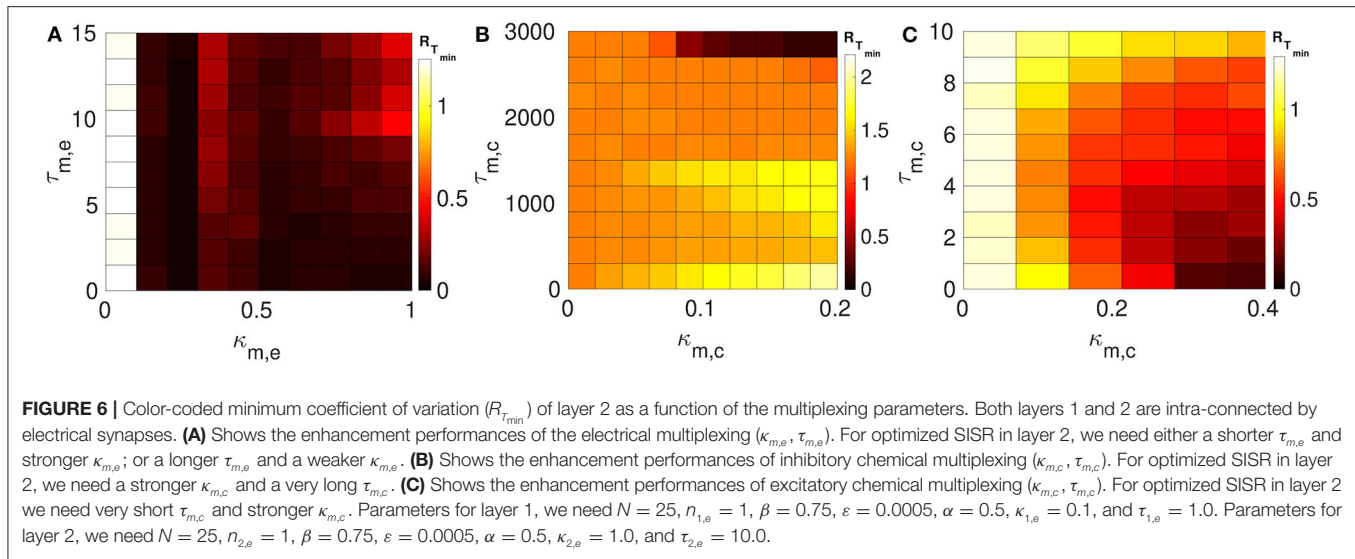 A
15
10
5
0
τm,e
0
0.5
1
κm,e
RTmin
1
0.5
0
B
3000
2000
1000
0
τm,c
0
0.1
0.2
κm,c
RTmin
2
1.5
1
0.5
0
C
10
8
6
4
2
0
τm,c
0
0.2
0.4
κm,c
RTmin
1
0.5
0
FIGURE 6 | Color-coded minimum coefficient of variation (RTmin) of layer 2 as a function of the multiplexing parameters. Both layers 1 and 2 are intra-connected by
electrical synapses. (A) Shows the enhancement performances of the electrical multiplexing (κm,e, τm,e). For optimized SISR in layer 2, we need either a shorter τm,e and
stronger κm,e; or a longer τm,e and a weaker κm,e. (B) Shows the enhancement performances of inhibitory chemical multiplexing (κm,c, τm,c). For optimized SISR in layer
2, we need a stronger κm,c and a very long τm,c. (C) Shows the enhancement performances of excitatory chemical multiplexing (κm,c, τm,c). For optimized SISR in layer 2
we need very short τm,c and stronger κm,c. Parameters for layer 1, we need N = 25, n1,e = 1, β = 0.75, ε = 0.0005, α = 0.5, κ1,e = 0.1, and τ1,e = 1.0. Parameters for
layer 2, we need N = 25, n2,e = 1, β = 0.75, ε = 0.0005, α = 0.5, κ2,e = 1.0, and τ2,e = 10.0.